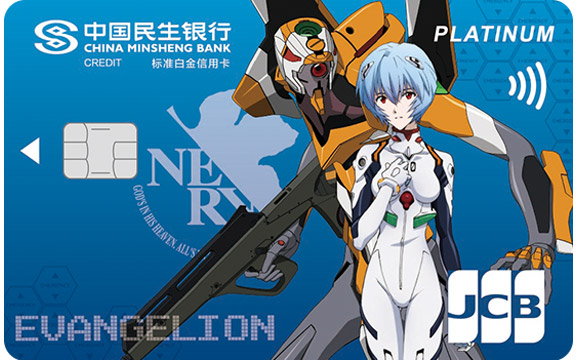 中国民生银行
CHINA MINSHENG BANK
CREDIT 标准白金信用卡
PLATINUM
NERV
GOD'S IN HIS HEAVEN. ALL'S
EVANGELION
JCB